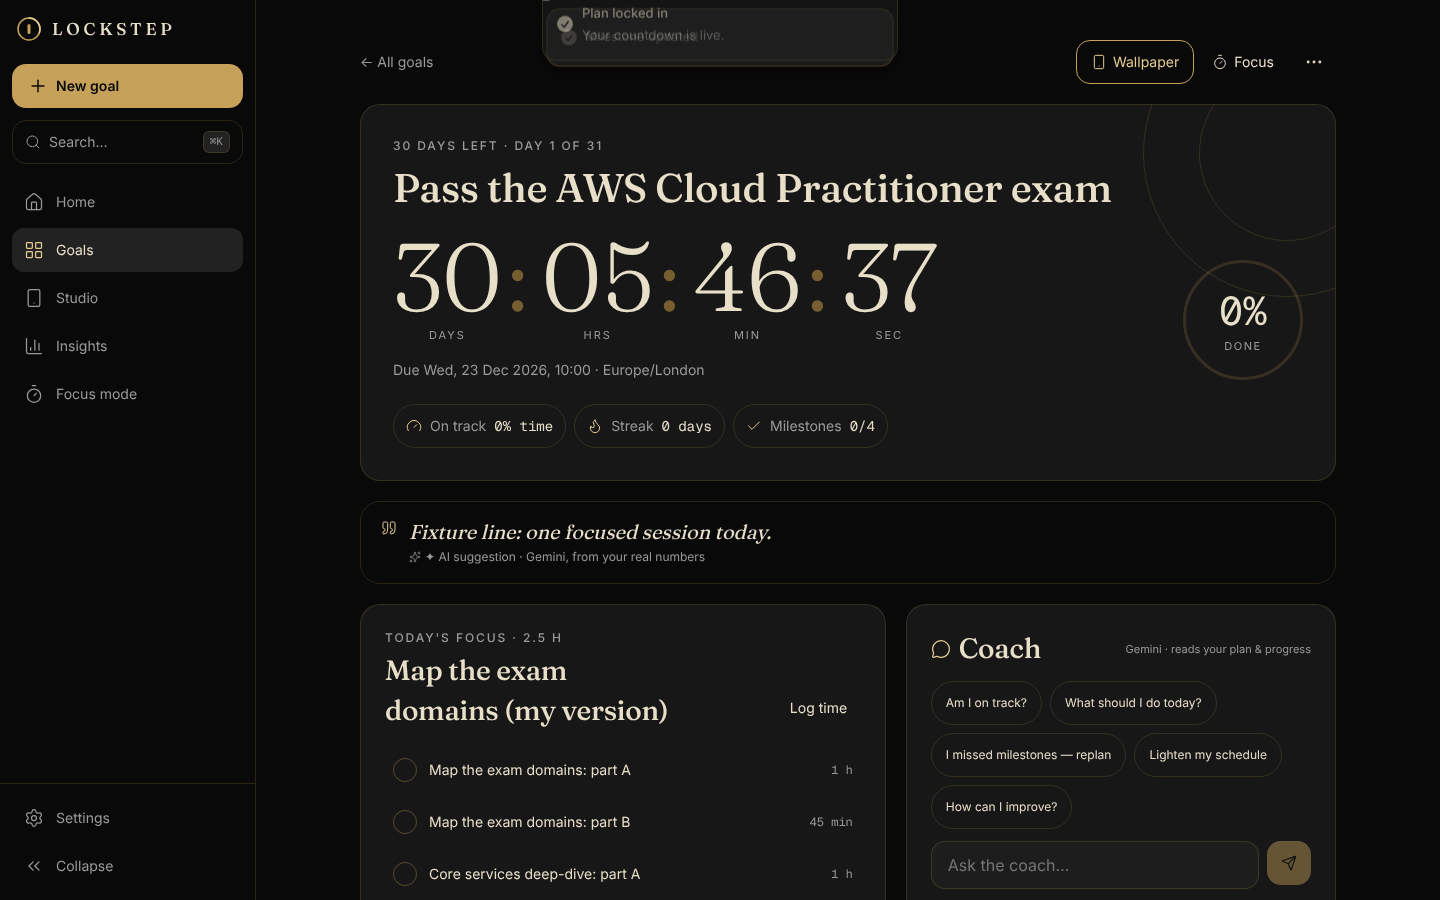 LOCKSTEP
New goal
Search...
⌘K
Home
Goals
Studio
Insights
Focus mode
Settings
Collapse
Plan locked in
Your countdown is live.
← All goals
Wallpaper
Focus
30 DAYS LEFT · DAY 1 OF 31
Pass the AWS Cloud Practitioner exam
30:05:46:37
DAYS HRS MIN SEC
0%
DONE
Due Wed, 23 Dec 2026, 10:00 · Europe/London
On track 0% time
Streak 0 days
Milestones 0/4
Fixture line: one focused session today.
✦ AI suggestion · Gemini, from your real numbers
TODAY'S FOCUS · 2.5 H
Map the exam
domains (my version)
Log time
Map the exam domains: part A 1 h
Map the exam domains: part B 45 min
Core services deep-dive: part A 1 h
Coach
Gemini · reads your plan & progress
Am I on track?
What should I do today?
I missed milestones — replan
Lighten my schedule
How can I improve?
Ask the coach...